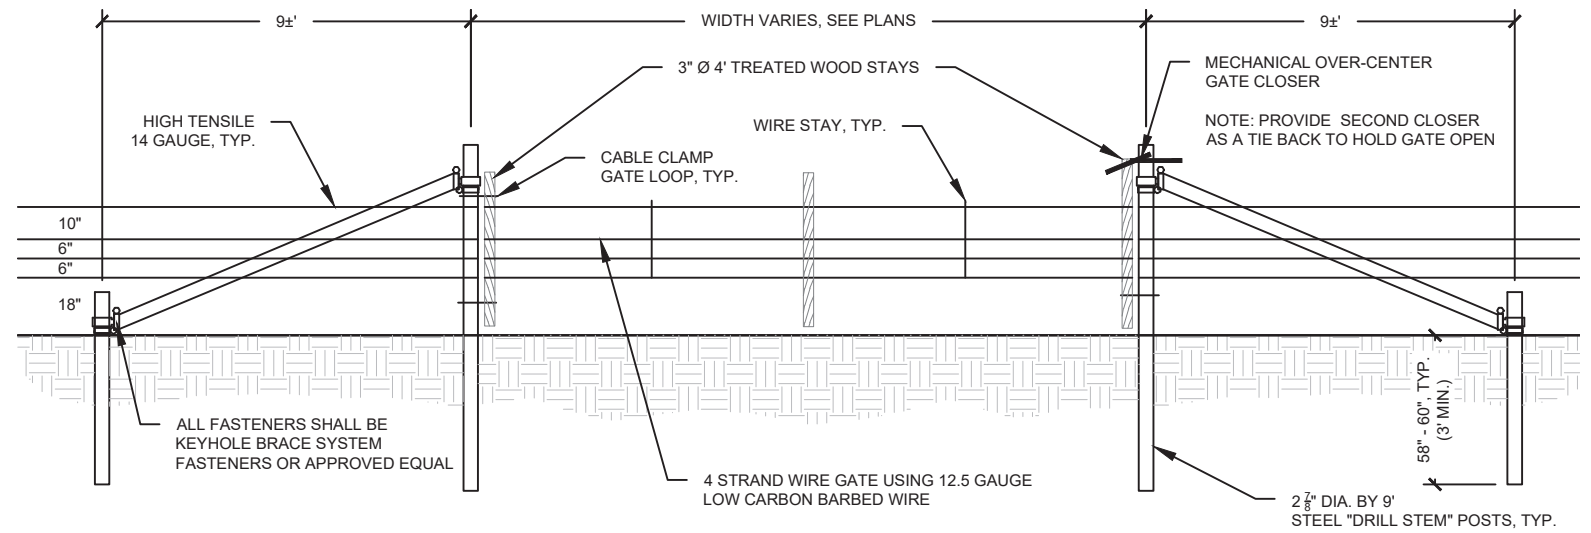 9±'
WIDTH VARIES, SEE PLANS
9±'
3" Ø 4' TREATED WOOD STAYS
MECHANICAL OVER-CENTER
GATE CLOSER
NOTE: PROVIDE SECOND CLOSER
AS A TIE BACK TO HOLD GATE OPEN
HIGH TENSILE
14 GAUGE, TYP.
WIRE STAY, TYP.
CABLE CLAMP
GATE LOOP, TYP.
10"
6"
6"
18"
58" - 60", TYP.
(3' MIN.)
ALL FASTENERS SHALL BE
KEYHOLE BRACE SYSTEM
FASTENERS OR APPROVED EQUAL
4 STRAND WIRE GATE USING 12.5 GAUGE
LOW CARBON BARBED WIRE
2 7/8" DIA. BY 9'
STEEL "DRILL STEM" POSTS, TYP.